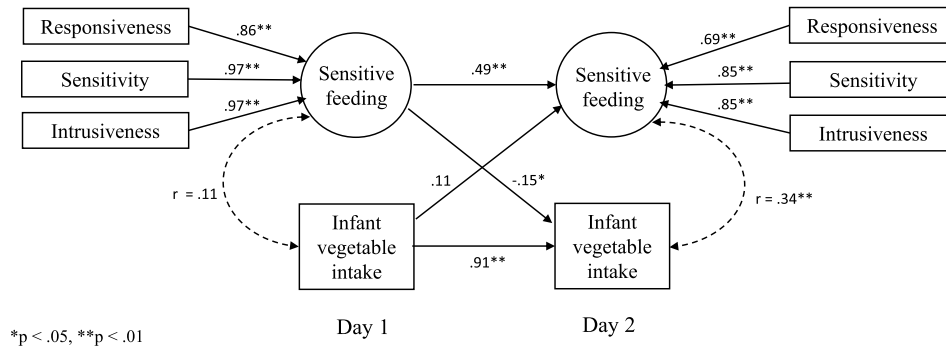 Responsiveness
Sensitivity
Intrusiveness
.86**
.97**
.97**
Sensitive
feeding
.49**
Sensitive
feeding
.69**
.85**
.85**
Responsiveness
Sensitivity
Intrusiveness
r = .11
.11
-.15*
r = .34**
Infant
vegetable
intake
.91**
Infant
vegetable
intake
Day 1
Day 2
*p < .05, **p < .01